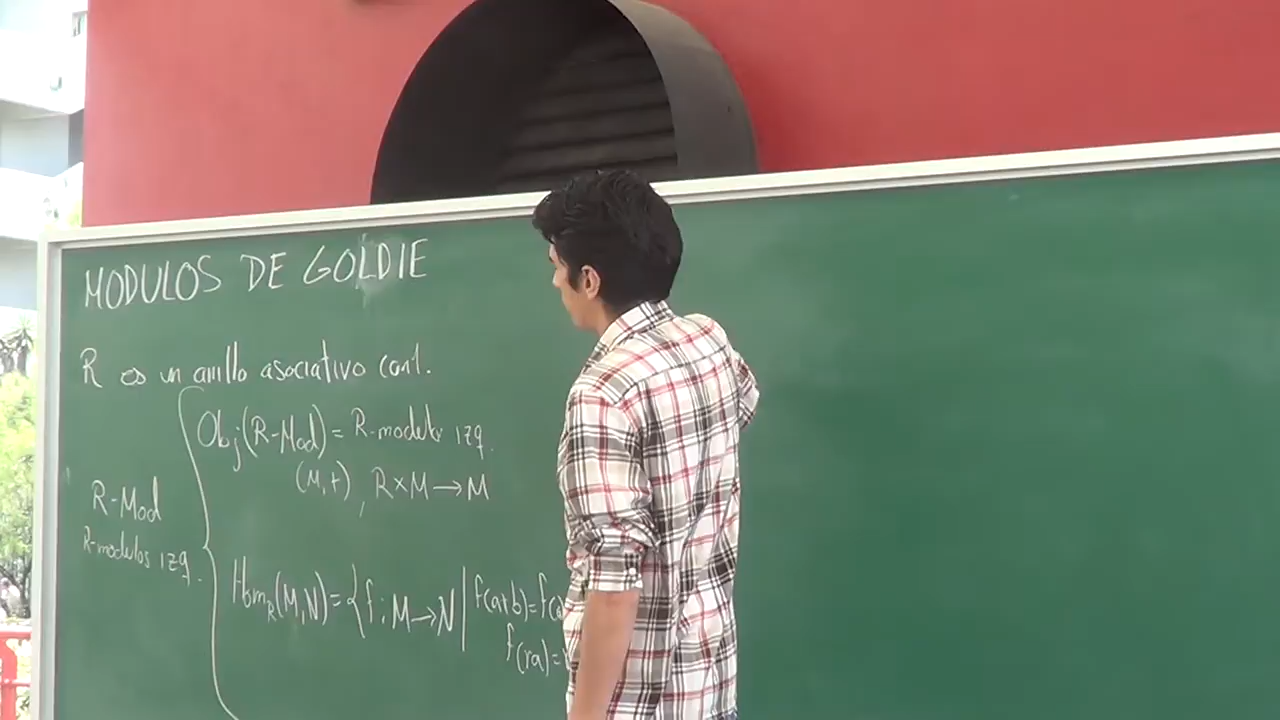 MODULOS DE GOLDIE
R es un anillo asociativo con 1.
Obj(R-Mod) = R-modulos izq.
(M,+), R×M→M
R-Mod
R-modulos izq.
Hom_R(M,N)={f:M→N| f(a+b)=f(a
f(ra)=